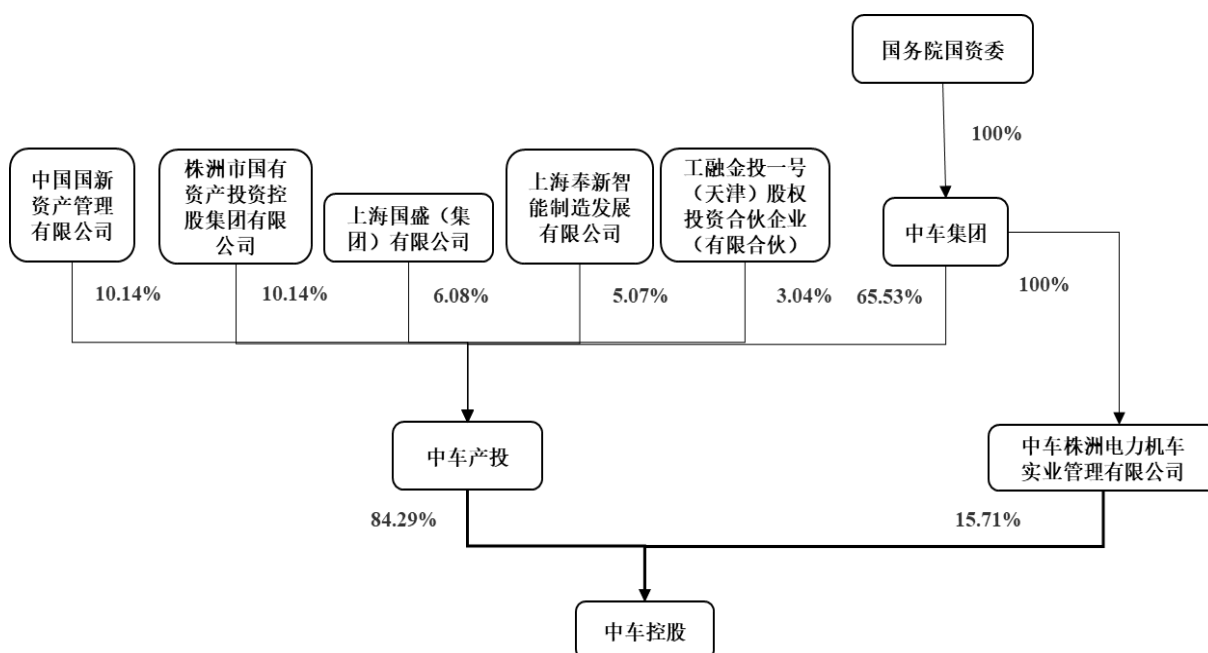 国务院国资委
100%
中国国新
资产管理
有限公司
株洲市国有
资产投资控
股集团有限
公司
上海国盛（集
团）有限公司
上海奉新智
能制造发展
有限公司
工融金投一号
（天津）股权
投资合伙企业
（有限合伙）
中车集团
10.14%
10.14%
6.08%
5.07%
3.04%
65.53%
100%
中车产投
中车株洲电力机车
实业管理有限公司
84.29%
15.71%
中车控股